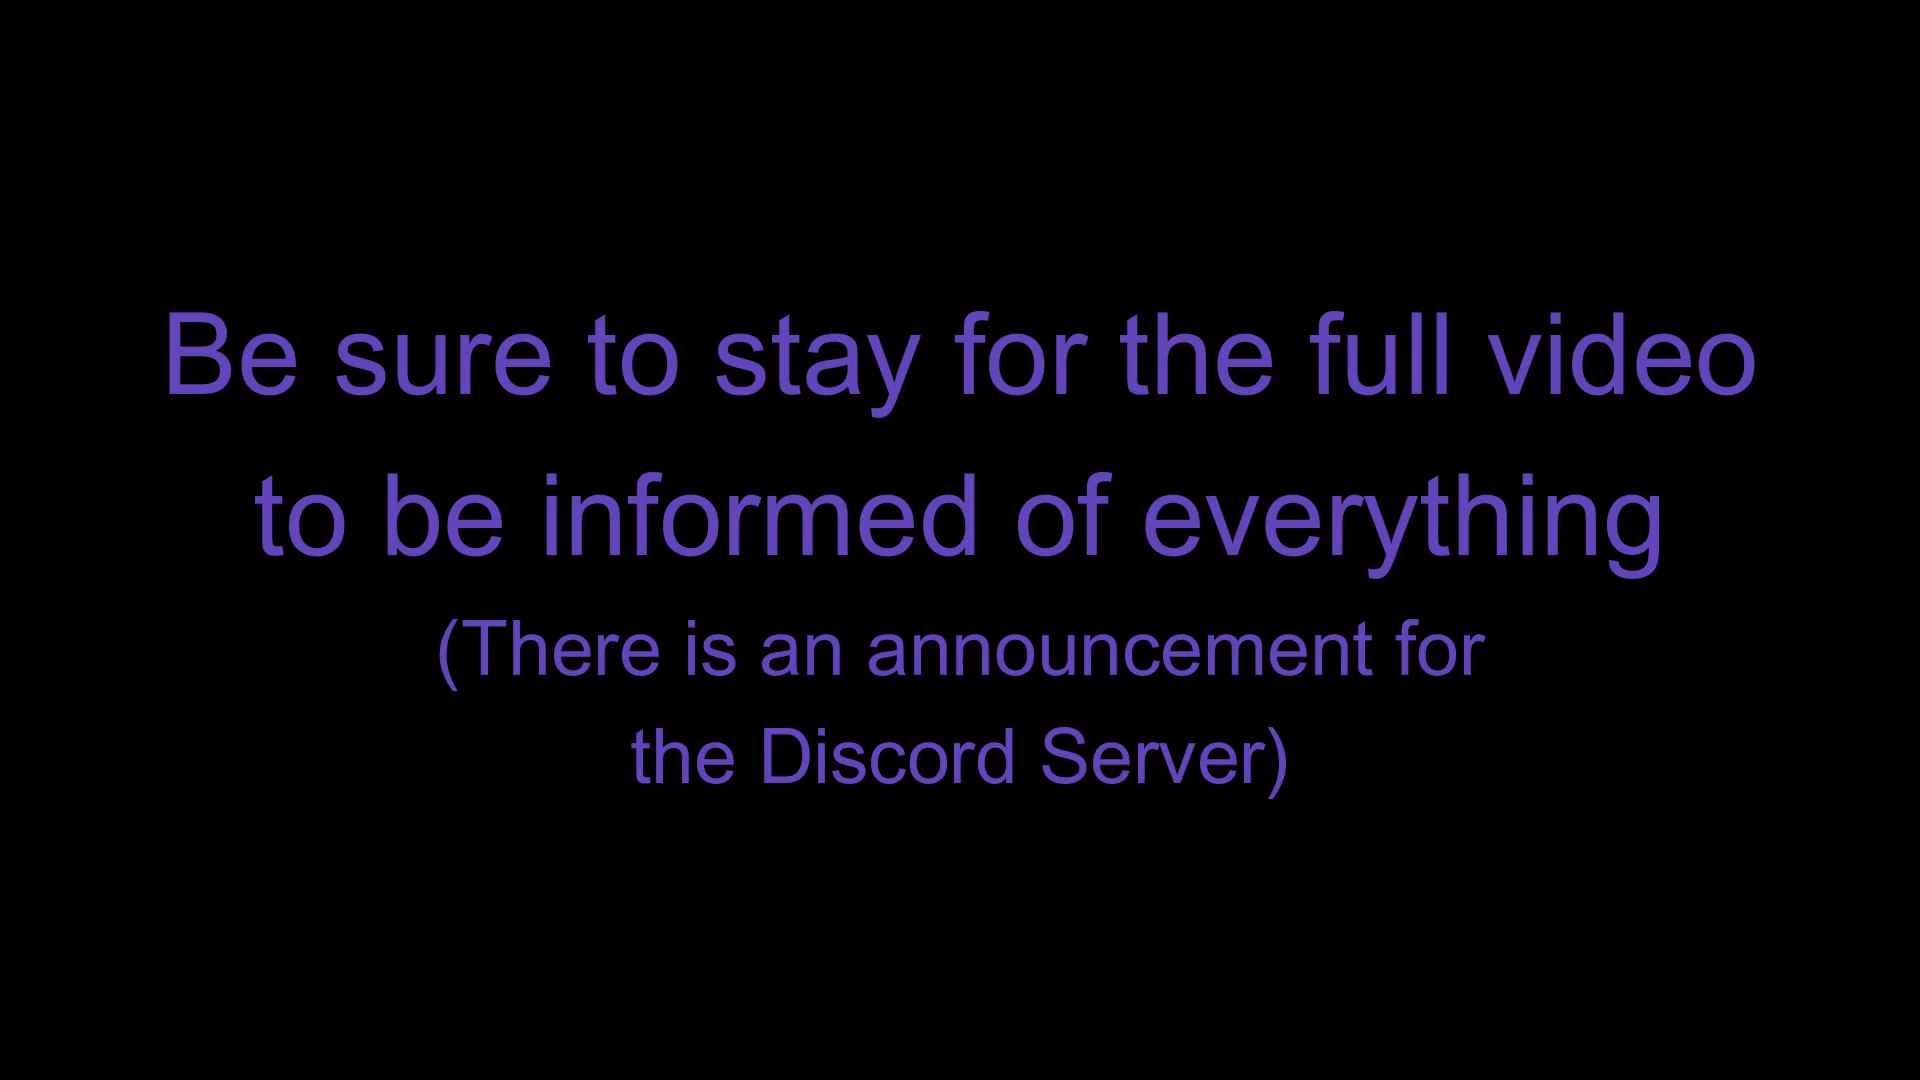 Be sure to stay for the full video
to be informed of everything
(There is an announcement for
the Discord Server)